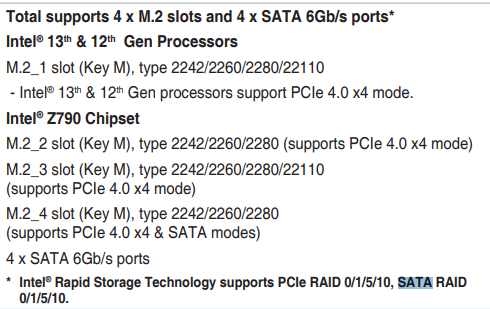 Total supports 4 x M.2 slots and 4 x SATA 6Gb/s ports*
Intel® 13th & 12th Gen Processors
M.2_1 slot (Key M), type 2242/2260/2280/22110
- Intel® 13th & 12th Gen processors support PCIe 4.0 x4 mode.
Intel® Z790 Chipset
M.2_2 slot (Key M), type 2242/2260/2280 (supports PCIe 4.0 x4 mode)
M.2_3 slot (Key M), type 2242/2260/2280/22110
(supports PCIe 4.0 x4 mode)
M.2_4 slot (Key M), type 2242/2260/2280
(supports PCIe 4.0 x4 & SATA modes)
4 x SATA 6Gb/s ports
* Intel® Rapid Storage Technology supports PCIe RAID 0/1/5/10, SATA RAID
0/1/5/10.